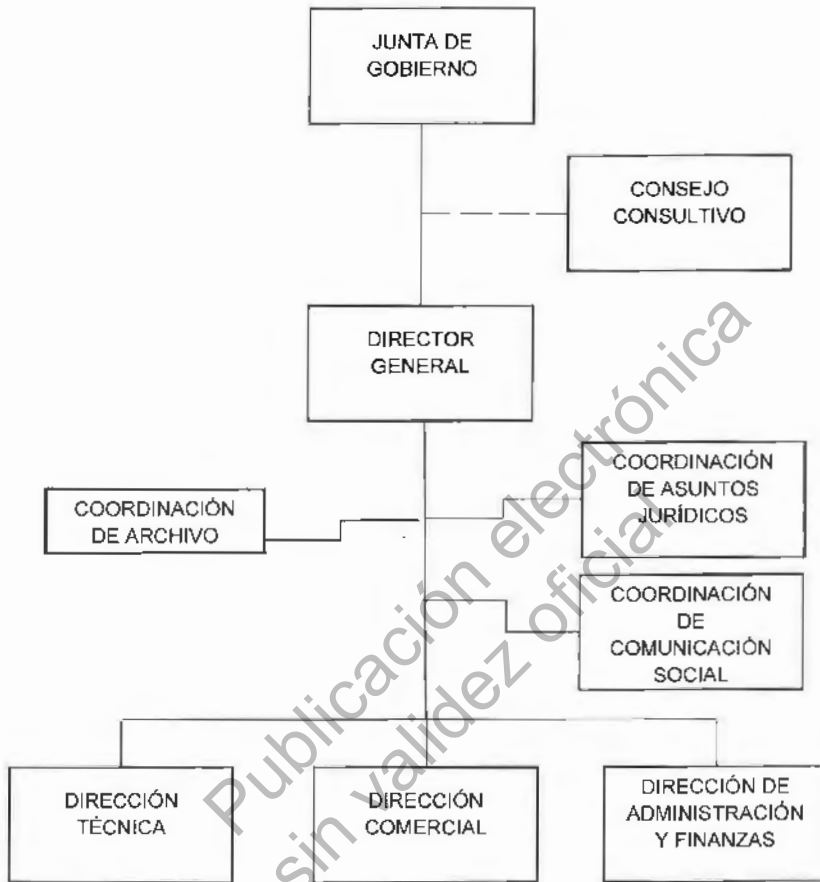 JUNTA DE
GOBIERNO
CONSEJO
CONSULTIVO
DIRECTOR
GENERAL
COORDINACIÓN
DE ARCHIVO
COORDINACIÓN
DE ASUNTOS
JURÍDICOS
COORDINACIÓN
DE
COMUNICACIÓN
SOCIAL
DIRECCIÓN
TÉCNICA
DIRECCIÓN
COMERCIAL
DIRECCIÓN DE
ADMINISTRACIÓN
Y FINANZAS
Publicación electrónica
sin validez oficial